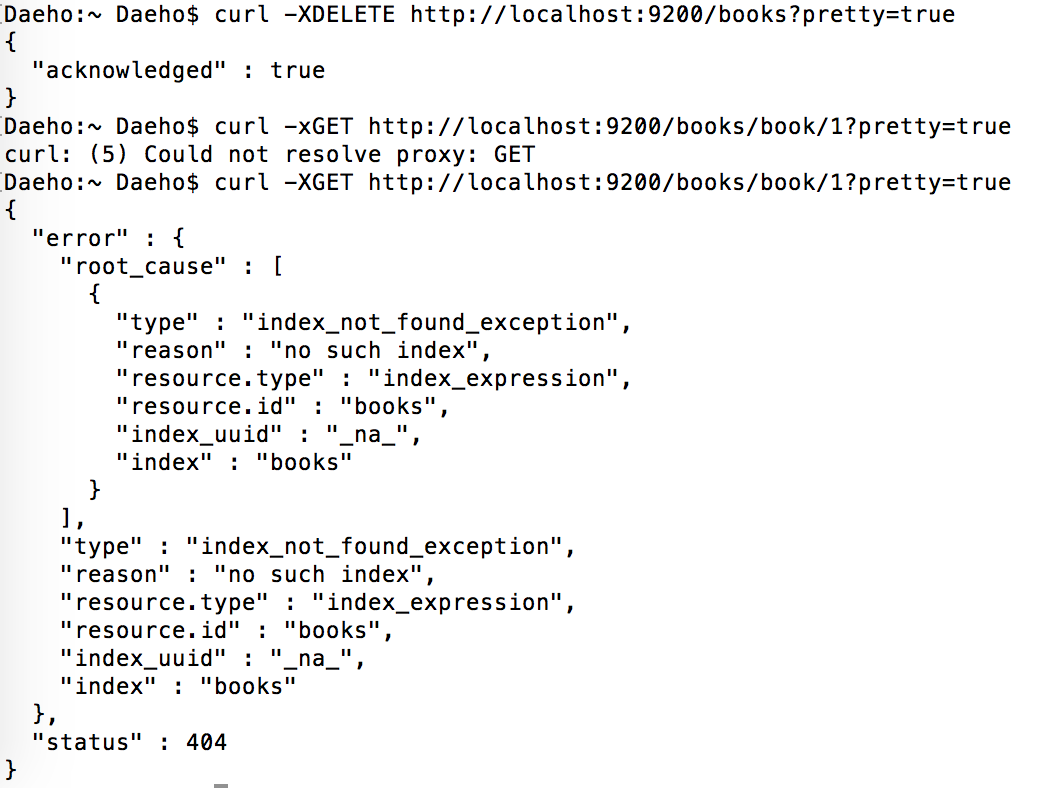 Daeho:~ Daeho$ curl -XDELETE http://localhost:9200/books?pretty=true
{
  "acknowledged" : true
}
Daeho:~ Daeho$ curl -xGET http://localhost:9200/books/book/1?pretty=true
curl: (5) Could not resolve proxy: GET
Daeho:~ Daeho$ curl -XGET http://localhost:9200/books/book/1?pretty=true
{
  "error" : {
    "root_cause" : [
      {
        "type" : "index_not_found_exception",
        "reason" : "no such index",
        "resource.type" : "index_expression",
        "resource.id" : "books",
        "index_uuid" : "_na_",
        "index" : "books"
      }
    ],
    "type" : "index_not_found_exception",
    "reason" : "no such index",
    "resource.type" : "index_expression",
    "resource.id" : "books",
    "index_uuid" : "_na_",
    "index" : "books"
  },
  "status" : 404
}